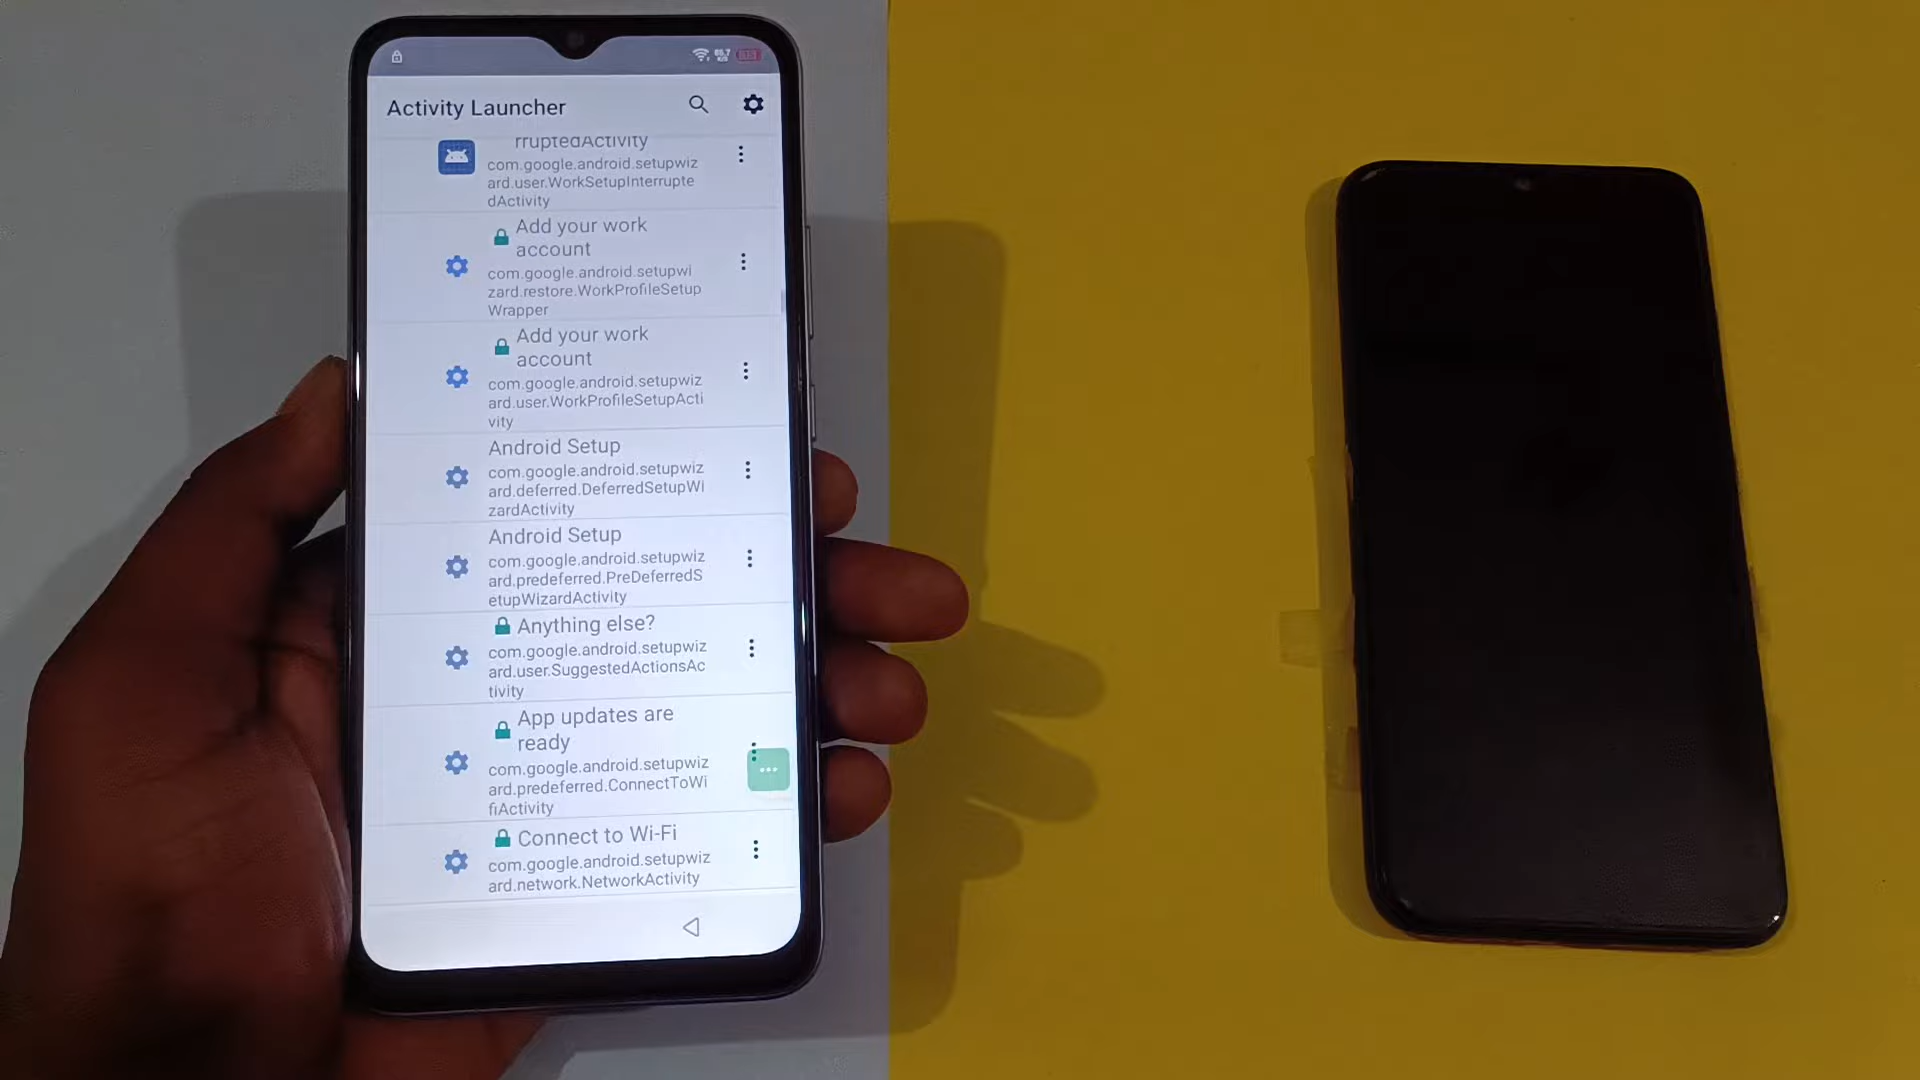 Activity Launcher
rruptedActivity
com.google.android.setupwiz
ard.user.WorkSetupInterrupte
dActivity
Add your work
account
com.google.android.setupwi
zard.restore.WorkProfileSetup
Wrapper
Add your work
account
com.google.android.setupwiz
ard.user.WorkProfileSetupActi
vity
Android Setup
com.google.android.setupwiz
ard.deferred.DeferredSetupWi
zardActivity
Android Setup
com.google.android.setupwiz
ard.predeferred.PreDeferredS
etupWizardActivity
Anything else?
com.google.android.setupwiz
ard.user.SuggestedActionsAc
tivity
App updates are
ready
com.google.android.setupwiz
ard.predeferred.ConnectToWi
fiActivity
Connect to Wi-Fi
com.google.android.setupwiz
ard.network.NetworkActivity